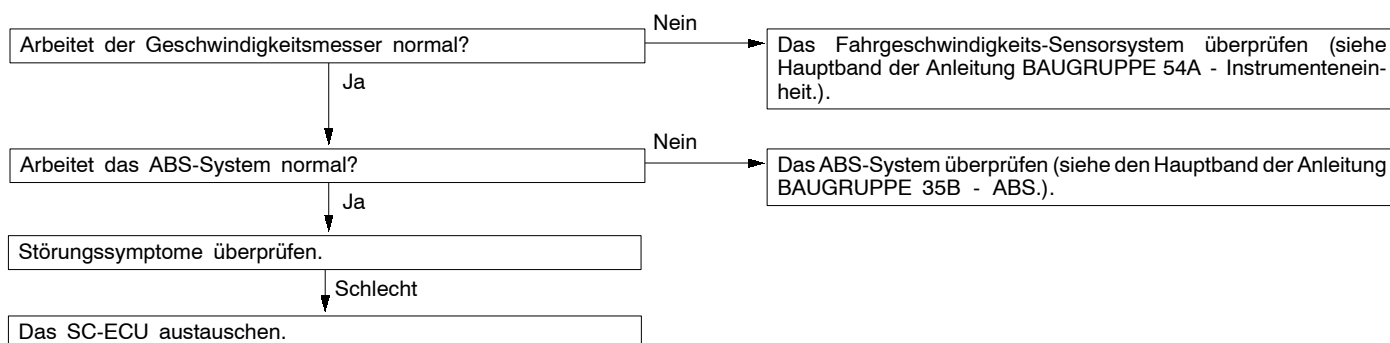 Arbeitet der Geschwindigkeitsmesser normal?
Nein
Das Fahrgeschwindigkeits-Sensorsystem überprüfen (siehe
Hauptband der Anleitung BAUGRUPPE 54A - Instrumentenein-
heit.).
Ja
Arbeitet das ABS-System normal?
Nein
Das ABS-System überprüfen (siehe den Hauptband der Anleitung
BAUGRUPPE 35B - ABS.).
Ja
Störungssymptome überprüfen.
Schlecht
Das SC-ECU austauschen.